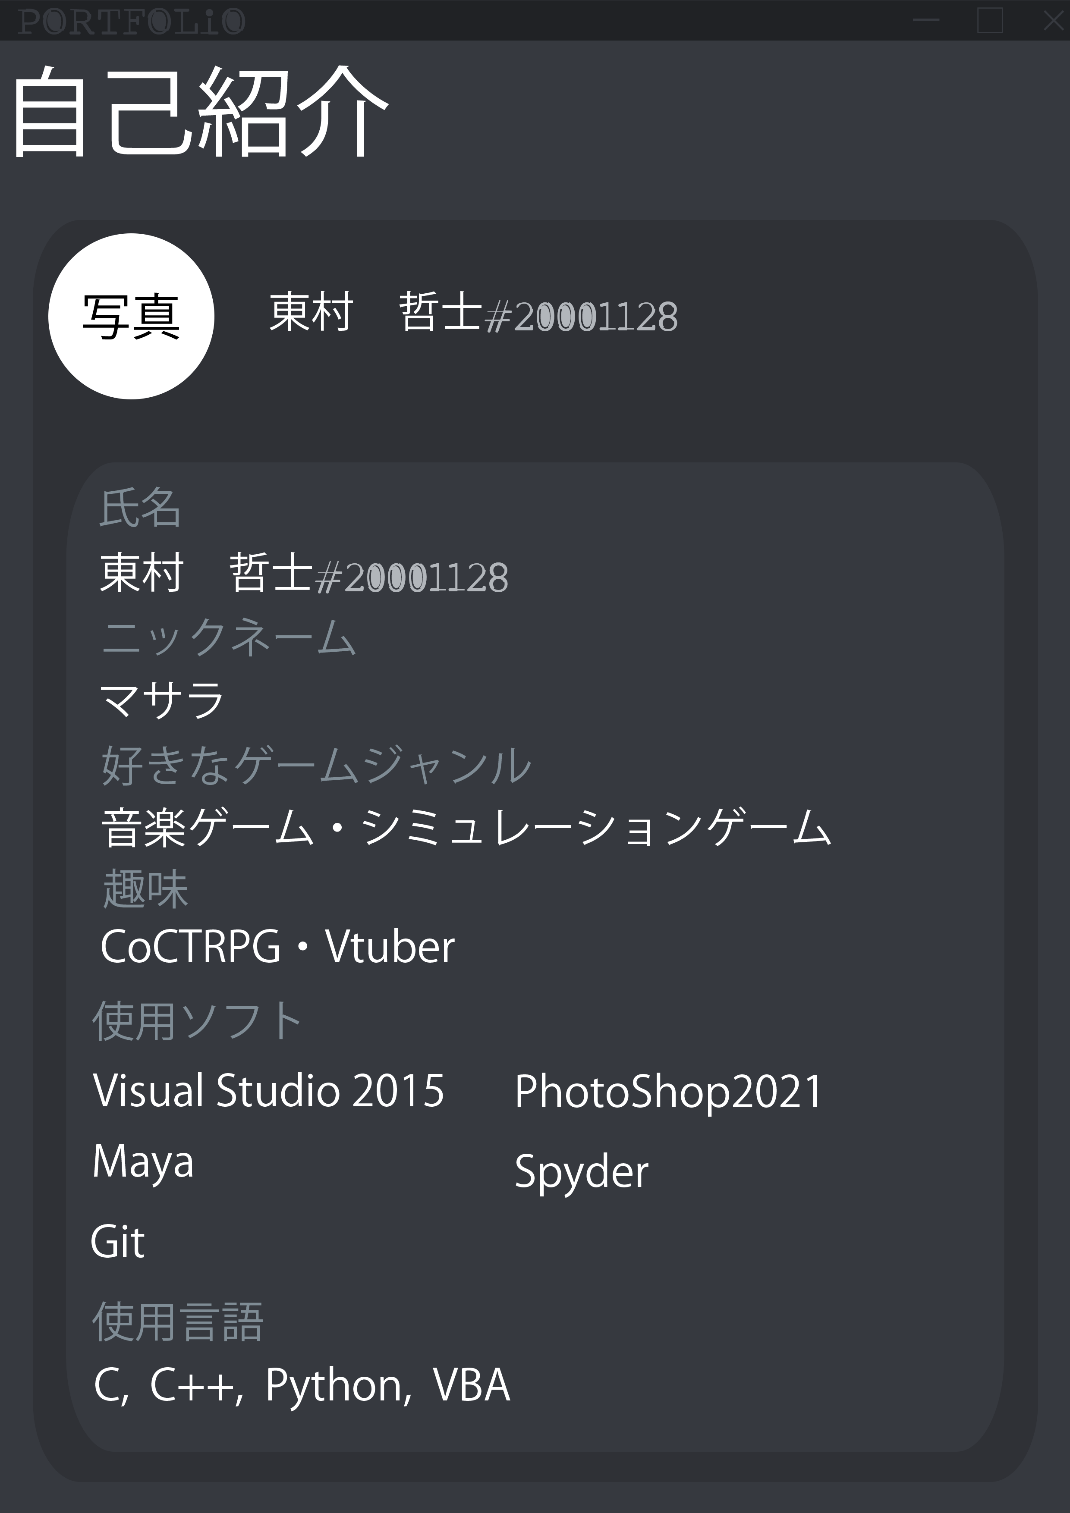 PORTFOLiO
自己紹介
写真
東村　哲士#20001128
氏名
東村　哲士#20001128
ニックネーム
マサラ
好きなゲームジャンル
音楽ゲーム・シミュレーションゲーム
趣味
CoCTRPG・Vtuber
使用ソフト
Visual Studio 2015　PhotoShop2021
Maya　Spyder
Git
使用言語
C, C++, Python, VBA